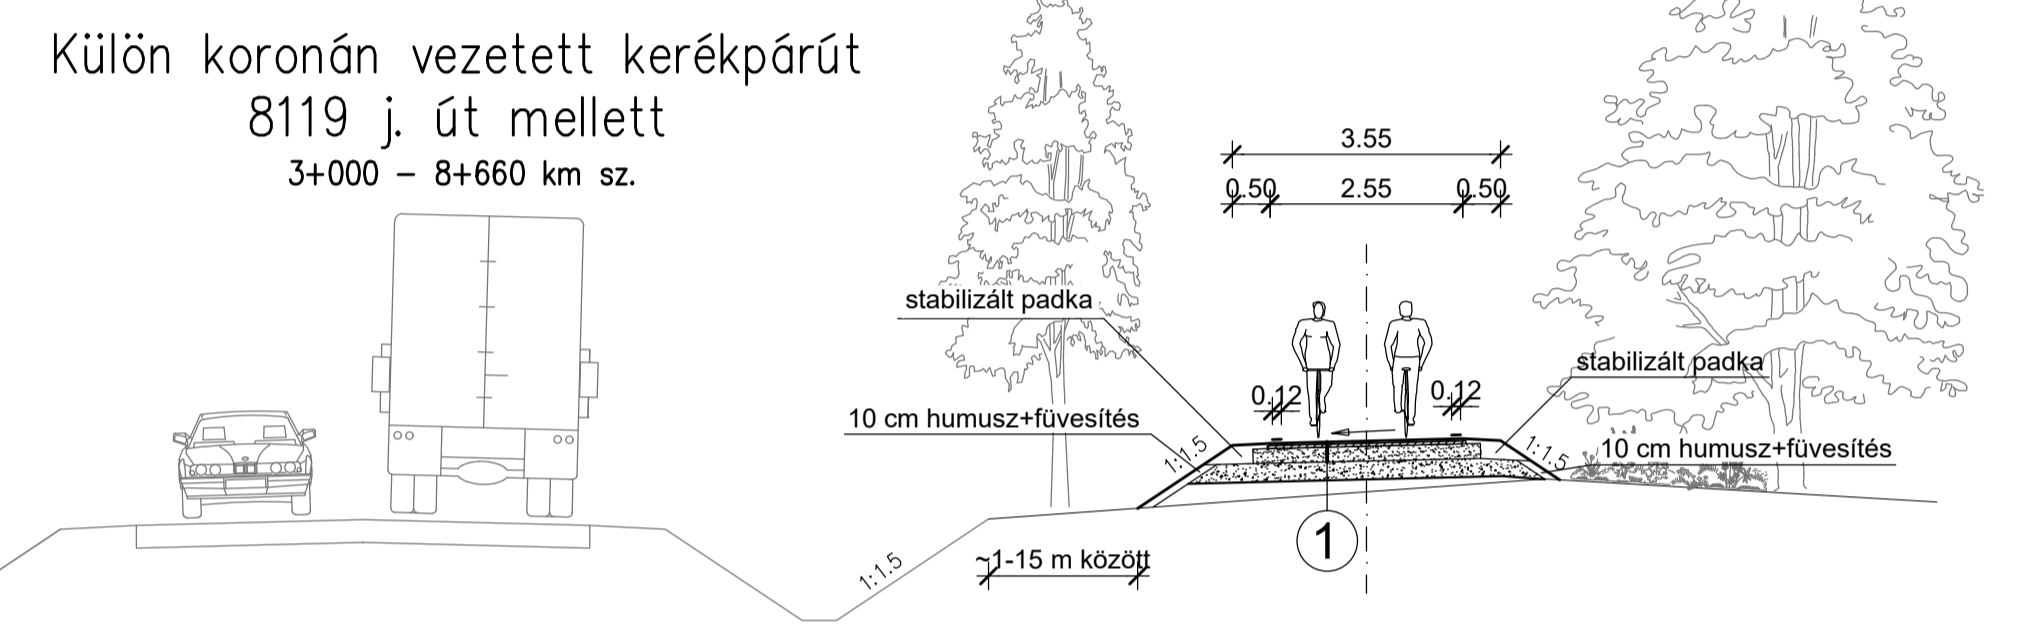 Külön koronán vezetett kerékpárút
8119 j. út mellett
3+000 – 8+660 km sz.
3.55
0.50 2.55 0.50
stabilizált padka
stabilizált padka
0.12 0.12
10 cm humusz+füvesítés
1:1.5
1:1.5
10 cm humusz+füvesítés
1
1:1.5
~1-15 m között